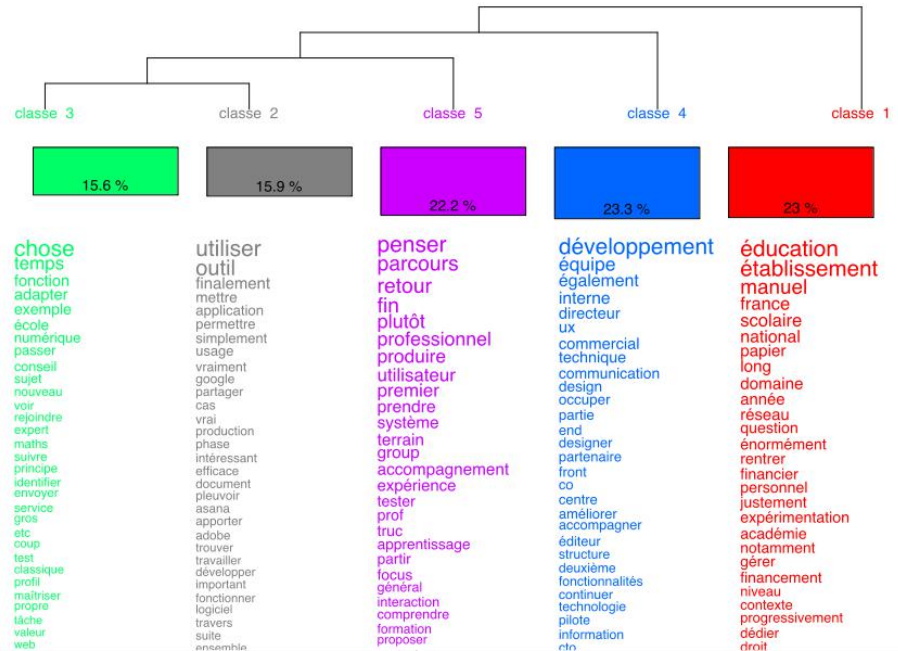 classe 3
classe 2
classe 5
classe 4
classe 1
15.6 %
15.9 %
22.2 %
23.3 %
23 %
chose
temps
fonction
adapter
exemple
école
numérique
passer
conseil
sujet
nouveau
voir
rejoindre
expert
maths
suivre
principe
identifier
envoyer
service
gros
etc
coup
test
classique
profil
maîtriser
propre
tâche
valeur
web
utiliser
outil
finalement
mettre
application
permettre
simplement
usage
vraiment
google
partager
cas
vrai
production
phase
intéressant
efficace
document
pleuvoir
asana
apporter
adobe
trouver
travailler
développer
important
fonctionner
logiciel
travers
suite
ensemble
penser
parcours
retour
fin
plutôt
professionnel
produire
utilisateur
premier
prendre
système
terrain
group
accompagnement
expérience
tester
prof
truc
apprentissage
partir
focus
général
interaction
comprendre
formation
proposer
développement
équipe
également
interne
directeur
ux
commercial
technique
communication
design
occuper
partie
end
designer
partenaire
front
co
centre
améliorer
accompagner
éditeur
structure
deuxième
fonctionnalités
continuer
technologie
pilote
information
cto
éducation
établissement
manuel
france
scolaire
national
papier
long
domaine
année
réseau
question
énormément
rentrer
financier
personnel
justement
expérimentation
académie
notamment
gérer
financement
niveau
contexte
progressivement
dédier
droit